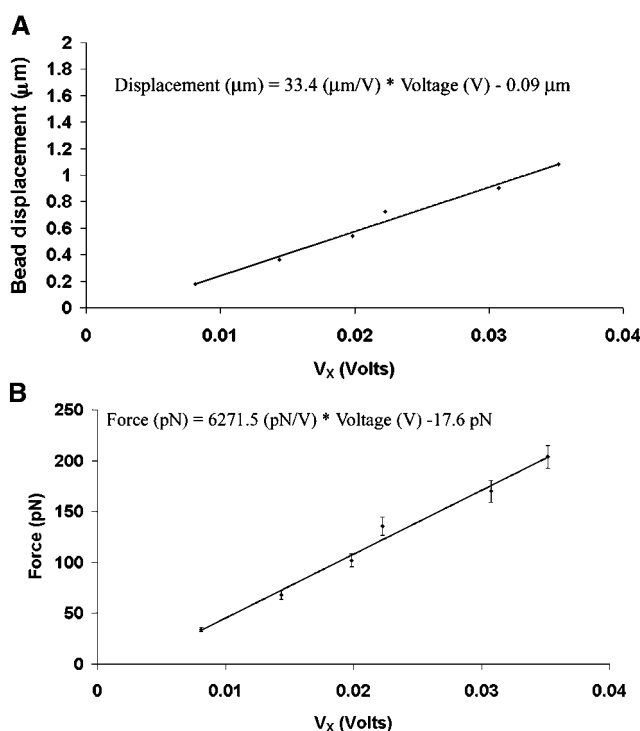 A
Bead displacement (μm)
2
1.8
1.6
1.4
1.2
1
0.8
0.6
0.4
0.2
0
Displacement (μm) = 33.4 (μm/V) * Voltage (V) - 0.09 μm
0 0.01 0.02 0.03 0.04
VX (Volts)
B
Force (pN)
250
200
150
100
50
0
Force (pN) = 6271.5 (pN/V) * Voltage (V) -17.6 pN
0 0.01 0.02 0.03 0.04
VX (Volts)